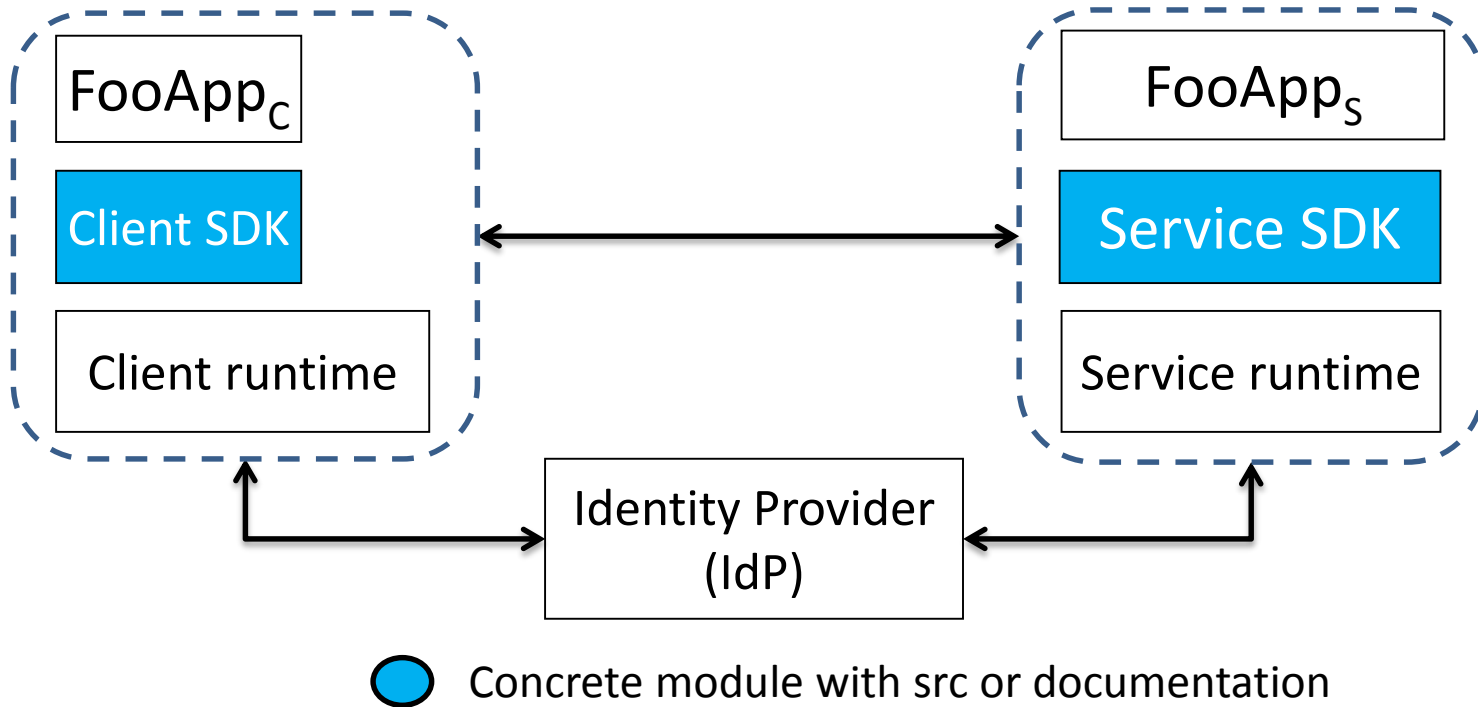 FooApp_C
FooApp_S
Client SDK
Service SDK
Client runtime
Service runtime
Identity Provider
(IdP)
Concrete module with src or documentation